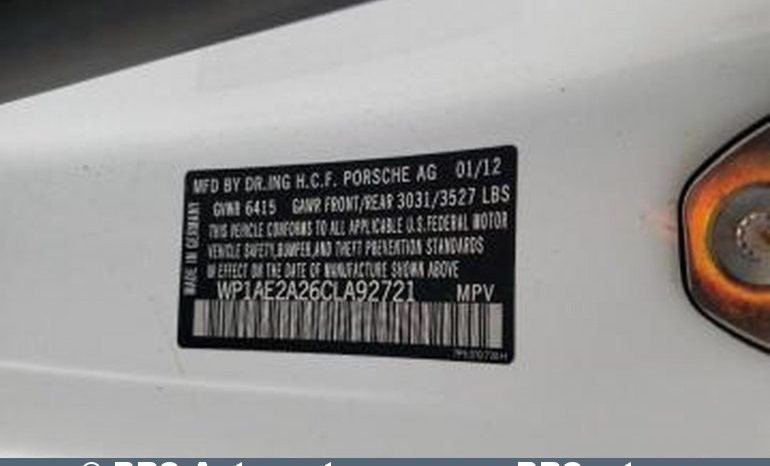 MFD BY DR.ING H.C.F. PORSCHE AG 01/12
GVWR 6415 GAWR FRONT/REAR 3031/3527 LBS
THIS VEHICLE CONFORMS TO ALL APPLICABLE U.S. FEDERAL MOTOR
VEHICLE SAFETY, BUMPER, AND THEFT PREVENTION STANDARDS
IN EFFECT ON THE DATE OF MANUFACTURE SHOWN ABOVE
WP1AE2A26CLA92721 MPV
MADE IN GERMANY